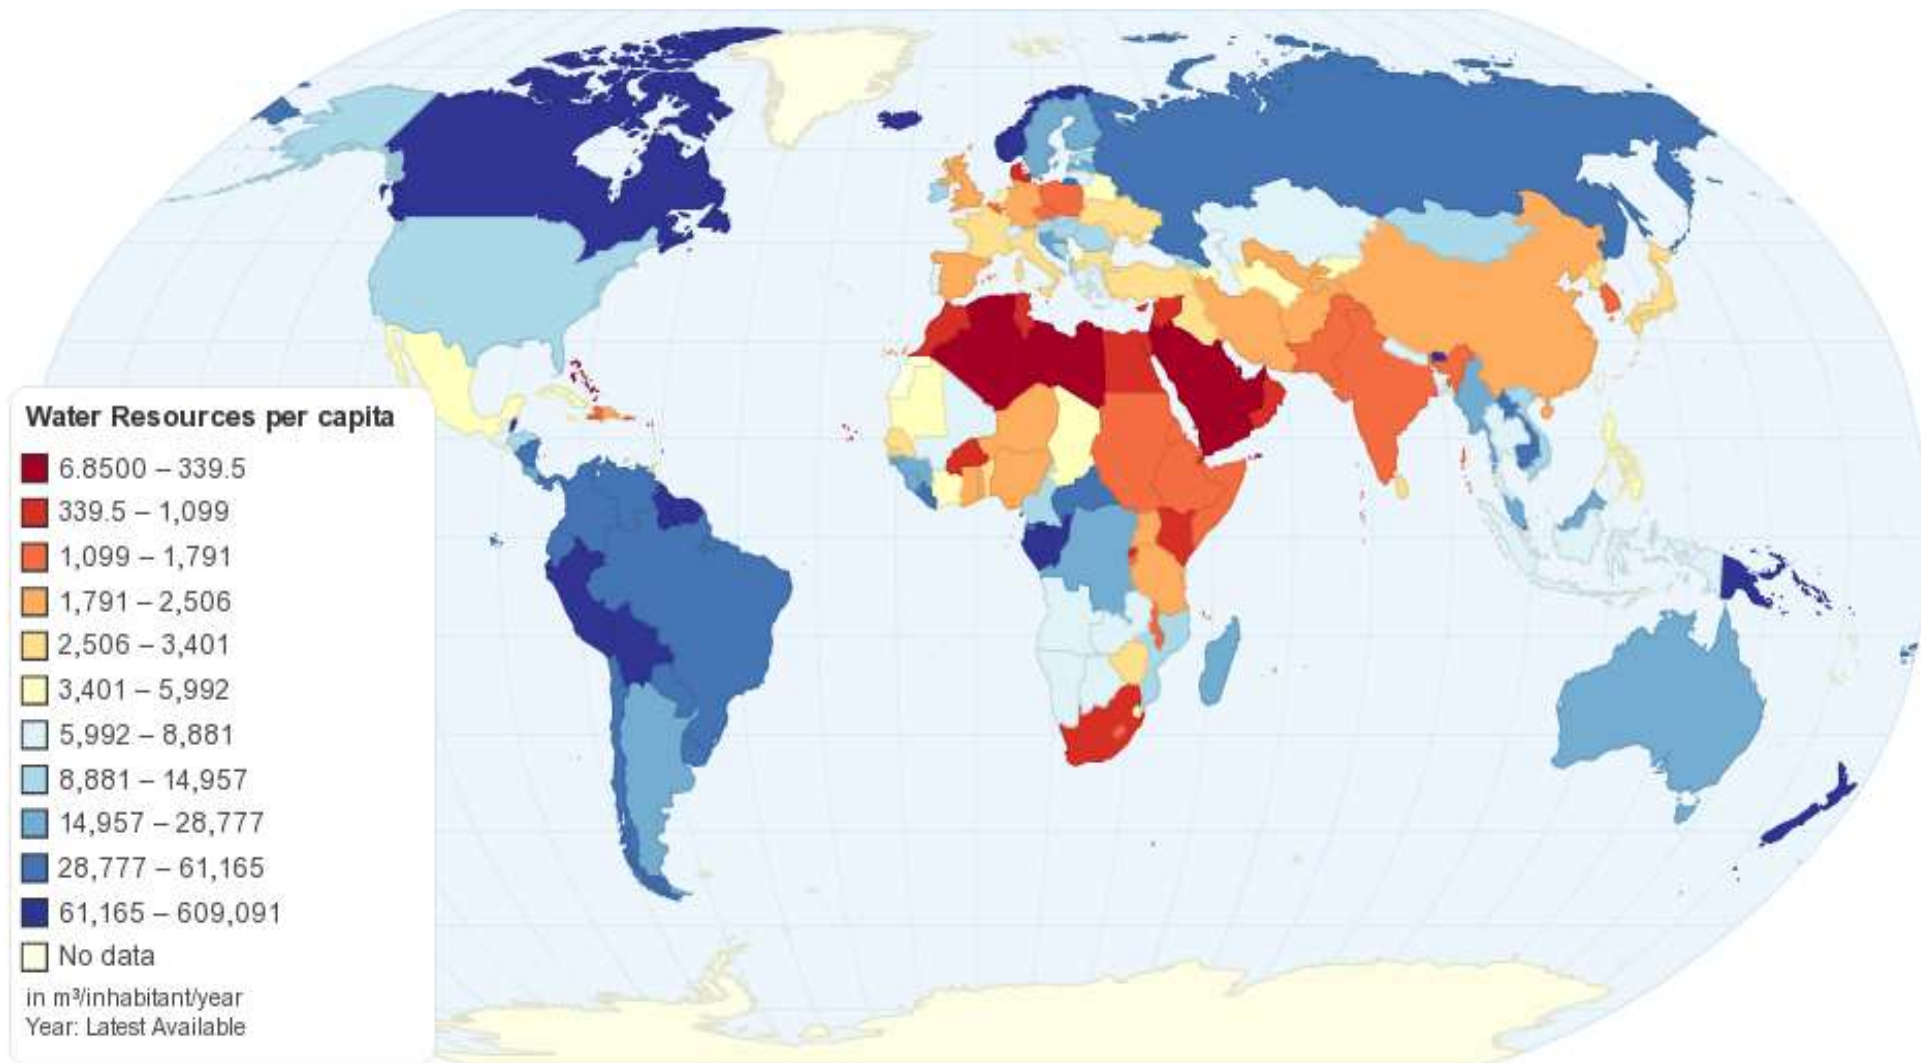 Water Resources per capita
6.8500 – 339.5
339.5 – 1,099
1,099 – 1,791
1,791 – 2,506
2,506 – 3,401
3,401 – 5,992
5,992 – 8,881
8,881 – 14,957
14,957 – 28,777
28,777 – 61,165
61,165 – 609,091
No data
in m³/inhabitant/year
Year: Latest Available